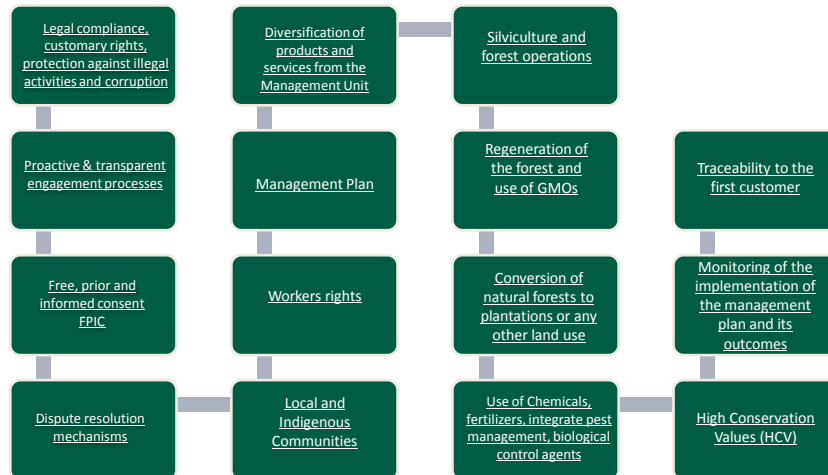 Legal compliance,
customary rights,
protection against illegal
activities and corruption
Proactive & transparent
engagement processes
Free, prior and
informed consent
FPIC
Dispute resolution
mechanisms
Local and
Indigenous
Communities
Workers rights
Management Plan
Diversification of
products and
services from the
Management Unit
Silviculture and
forest operations
Regeneration of
the forest and
use of GMOs
Conversion of
natural forests to
plantations or any
other land use
Use of Chemicals,
fertilizers, integrate pest
management, biological
control agents
High Conservation
Values (HCV)
Monitoring of the
implementation of
the management
plan and its
outcomes
Traceability to the
first customer